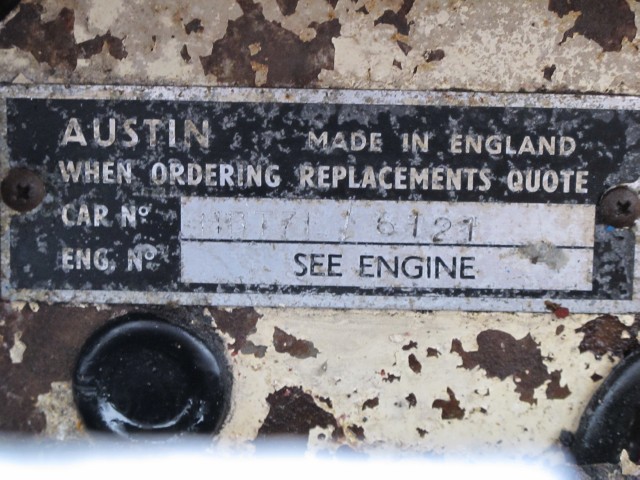 AUSTIN MADE IN ENGLAND
WHEN ORDERING REPLACEMENTS QUOTE
CAR Nº / 6121
ENG. Nº SEE ENGINE